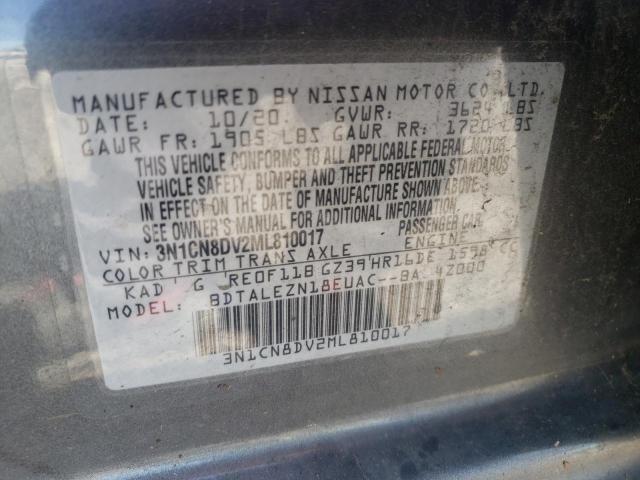 MANUFACTURED BY NISSAN MOTOR CO., LTD.
DATE: 10/20 GVWR: 3624 LBS
GAWR FR: 1905 LBS GAWR RR: 1720 LBS
THIS VEHICLE CONFORMS TO ALL APPLICABLE FEDERAL MOTOR
VEHICLE SAFETY, BUMPER AND THEFT PREVENTION STANDARDS
IN EFFECT ON THE DATE OF MANUFACTURE SHOWN ABOVE.
SEE OWNER'S MANUAL FOR ADDITIONAL INFORMATION.
VIN: 3N1CN8DV2ML810017 PASSENGER CAR
COLOR TRIM TRANS AXLE ENGINE
KAD G RE0F11B GZ39 HR16DE 1598 CC
MODEL: BDTALEZN18EUAC--BA 42000
3N1CN8DV2ML810017